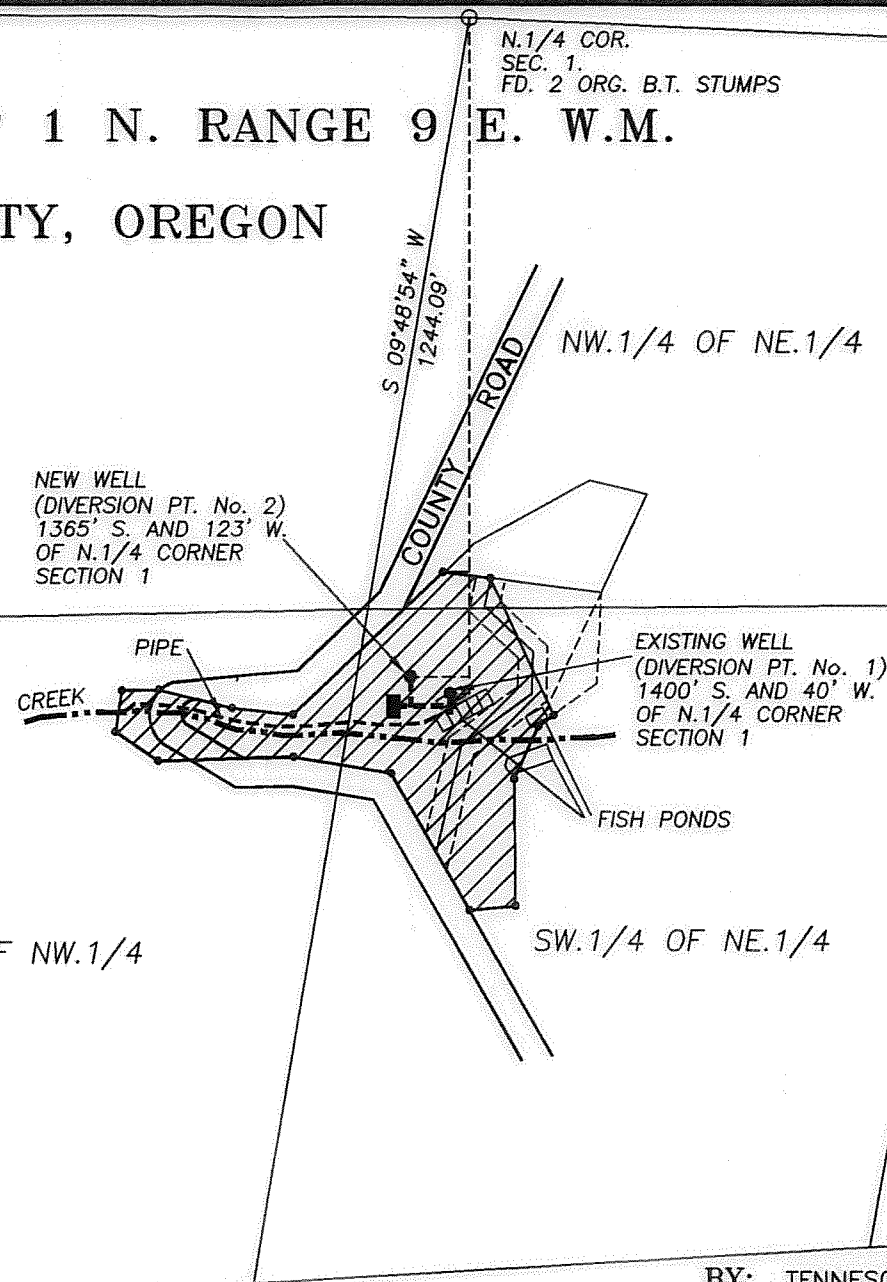 N.1/4 COR.
SEC. 1.
FD. 2 ORG. B.T. STUMPS
1 N. RANGE 9 E. W.M.
TY, OREGON
S 09°48'54" W
1244.09'
COUNTY ROAD
NW.1/4 OF NE.1/4
NEW WELL
(DIVERSION PT. No. 2)
1365' S. AND 123' W.
OF N.1/4 CORNER
SECTION 1
PIPE
CREEK
EXISTING WELL
(DIVERSION PT. No. 1)
1400' S. AND 40' W.
OF N.1/4 CORNER
SECTION 1
FISH PONDS
F NW.1/4
SW.1/4 OF NE.1/4
BY: